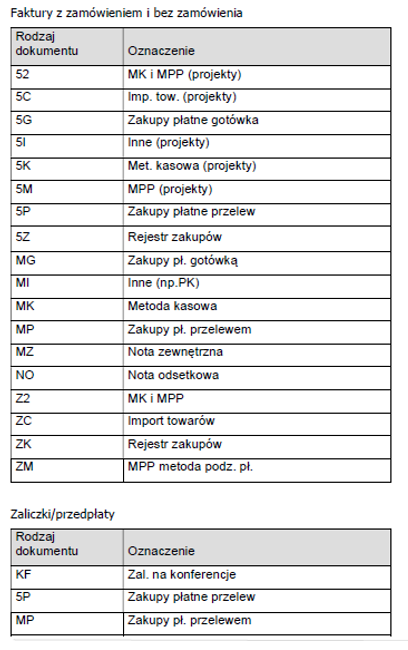 Faktury z zamówieniem i bez zamówienia
Rodzaj
dokumentu Oznaczenie
52 MK i MPP (projekty)
5C Imp. tow. (projekty)
5G Zakupy płatne gotówka
5I Inne (projekty)
5K Met. kasowa (projekty)
5M MPP (projekty)
5P Zakupy płatne przelew
5Z Rejestr zakupów
MG Zakupy pł. gotówką
MI Inne (np.PK)
MK Metoda kasowa
MP Zakupy pł. przelewem
MZ Nota zewnętrzna
NO Nota odsetkowa
Z2 MK i MPP
ZC Import towarów
ZK Rejestr zakupów
ZM MPP metoda podz. pł.
Zaliczki/przedpłaty
Rodzaj
dokumentu Oznaczenie
KF Zal. na konferencje
5P Zakupy płatne przelew
MP Zakupy pł. przelewem